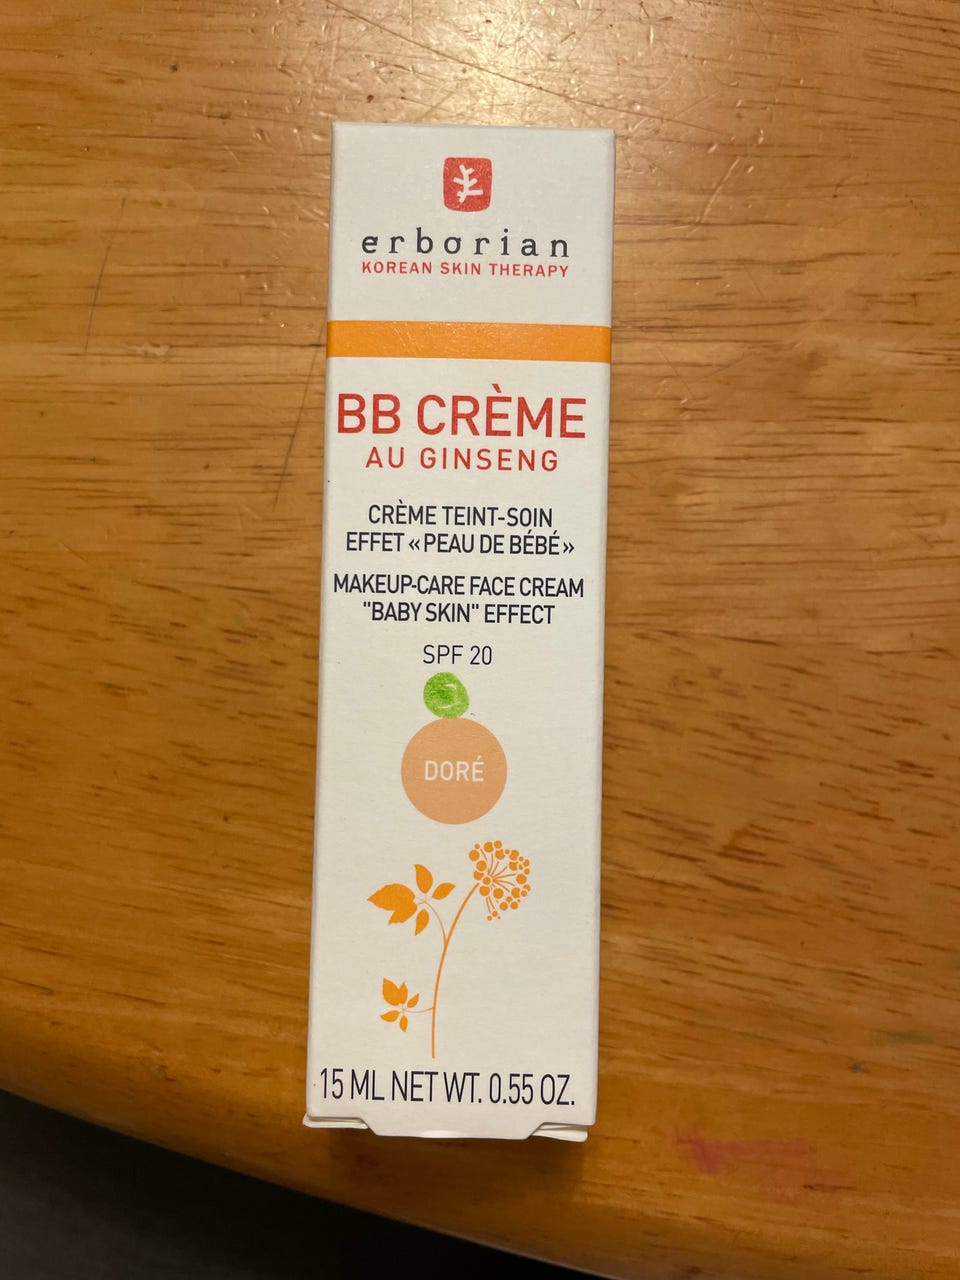 erborian
KOREAN SKIN THERAPY
BB CRÈME
AU GINSENG
CRÈME TEINT-SOIN
EFFET «PEAU DE BÉBÉ»
MAKEUP-CARE FACE CREAM
"BABY SKIN" EFFECT
SPF 20
DORÉ
15 ML NET WT. 0.55 OZ.